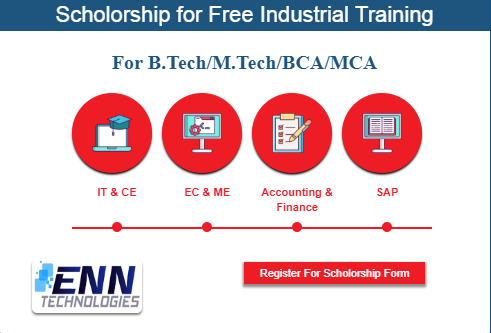 Scholorship for Free Industrial Training
For B.Tech/M.Tech/BCA/MCA
IT & CE
EC & ME
Accounting &
Finance
SAP
ENN
TECHNOLOGIES
Register For Scholorship Form